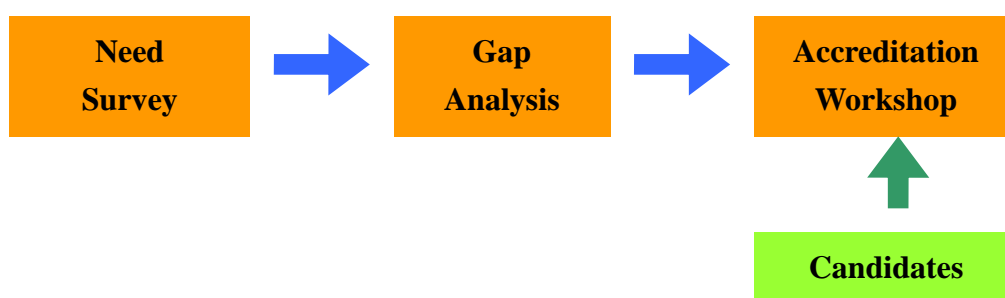 Need
Survey
Gap
Analysis
Accreditation
Workshop
Candidates